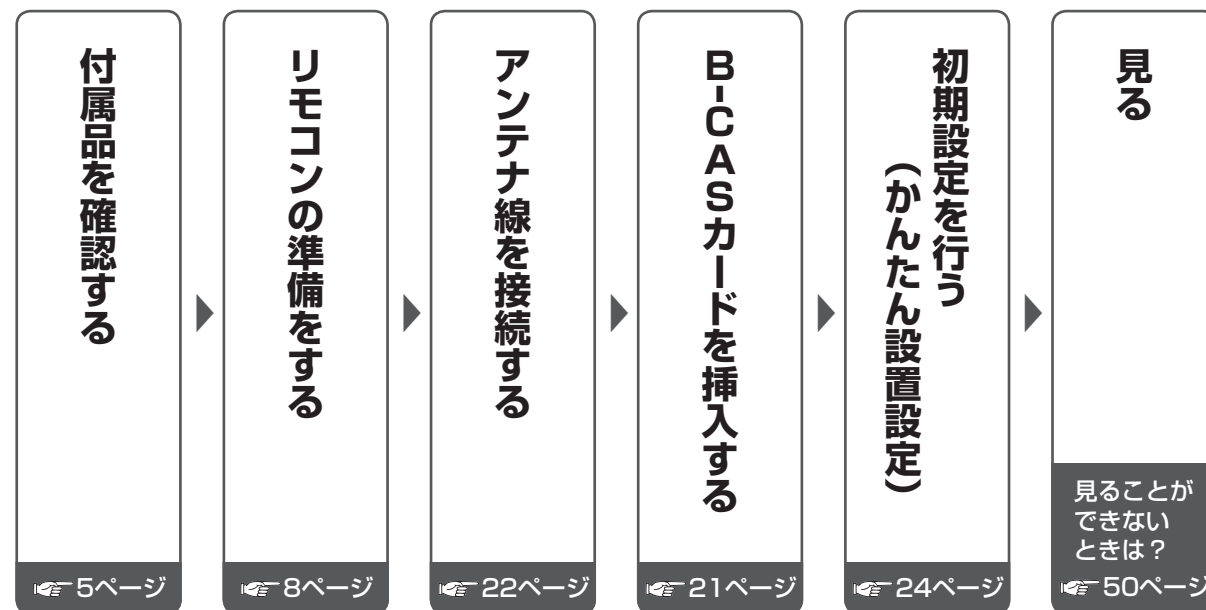 付属品を確認する
5ページ
リモコンの準備をする
8ページ
アンテナ線を接続する
22ページ
B-CASカードを挿入する
21ページ
初期設定を行う
（かんたん設置設定）
24ページ
見る
見ることが
できない
ときは？
50ページ